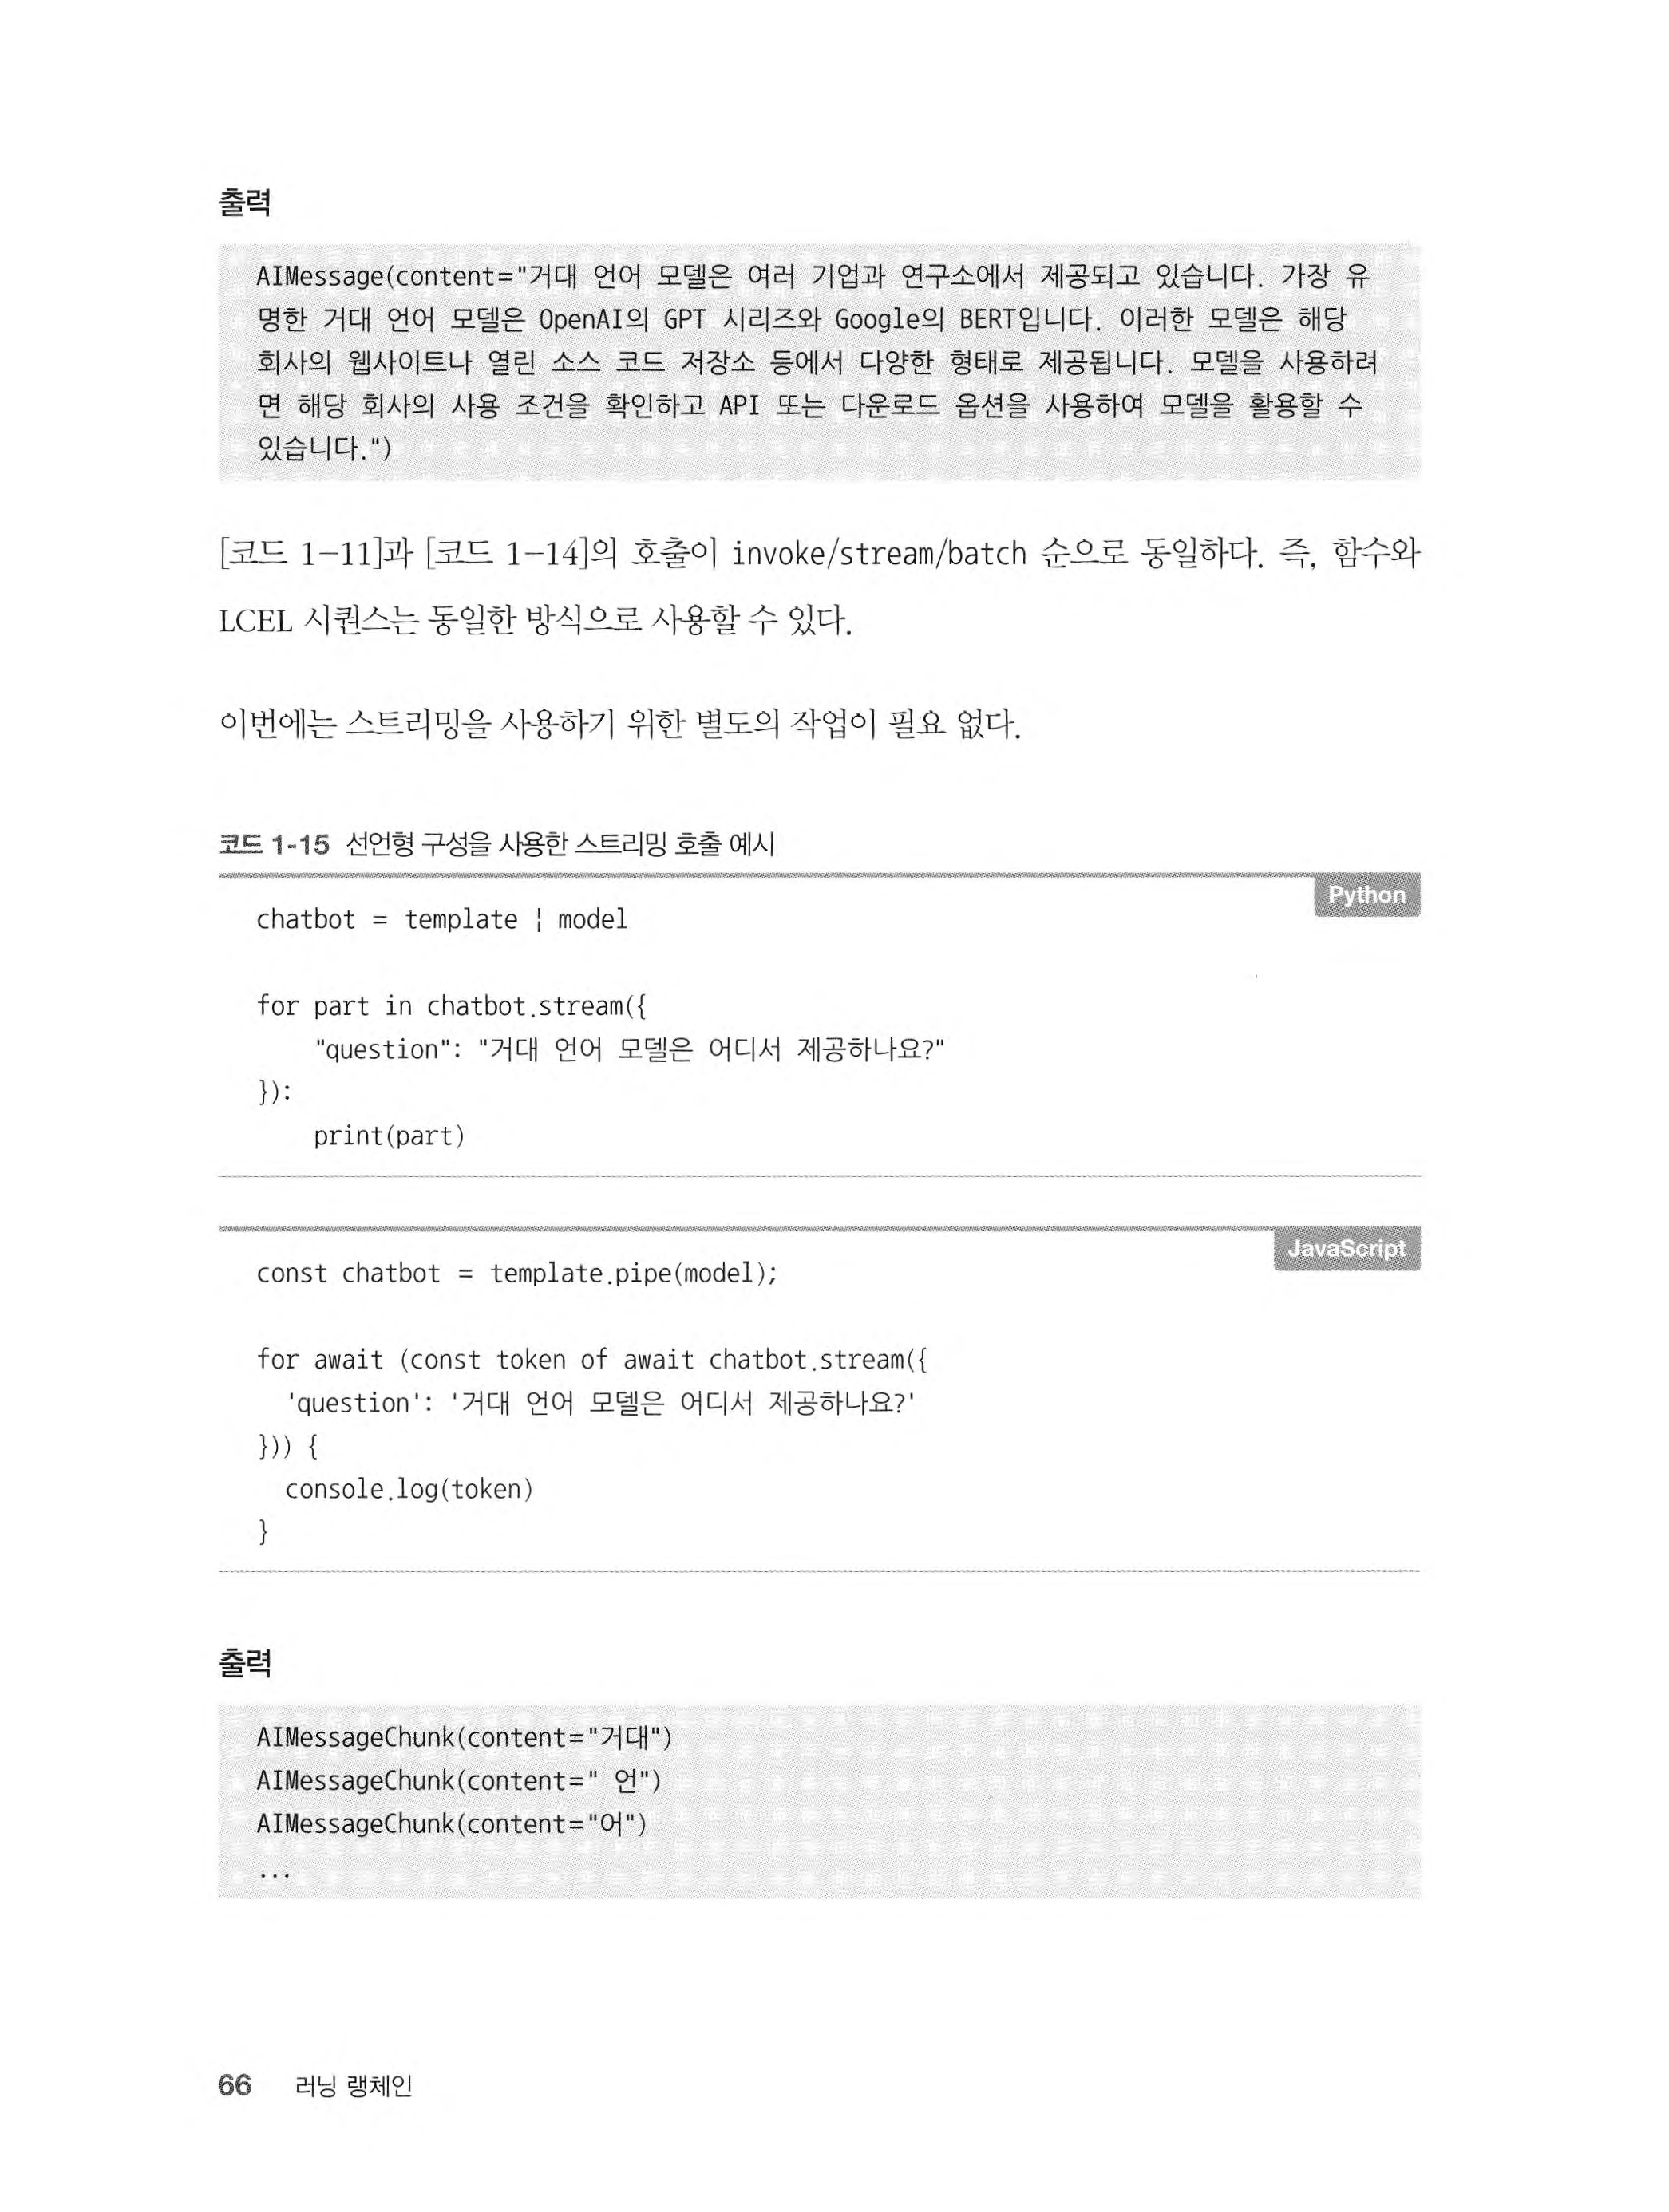 출력
AIMessage(content="거대 언어 모델은 여러 기업과 연구소에서 제공되고 있습니다. 가장 유
명한 거대 언어 모델은 OpenAI의 GPT 시리즈와 Google의 BERT입니다. 이러한 모델은 해당
회사의 웹사이트나 열린 소스 코드 저장소 등에서 다양한 형태로 제공됩니다. 모델을 사용하려
면 해당 회사의 사용 조건을 확인하고 API 또는 다운로드 옵션을 사용하여 모델을 활용할 수
있습니다.")
[코드 1-11]과 [코드 1-14]의 호출이 invoke/stream/batch 순으로 동일하다. 즉, 함수와
LCEL 시퀀스는 동일한 방식으로 사용할 수 있다.
이번에는 스트리밍을 사용하기 위한 별도의 작업이 필요 없다.
코드 1-15 선언형 구성을 사용한 스트리밍 호출 예시
Python
chatbot = template | model
for part in chatbot.stream({
    "question": "거대 언어 모델은 어디서 제공하나요?"
}):
    print(part)
JavaScript
const chatbot = template.pipe(model);
for await (const token of await chatbot.stream({
  'question': '거대 언어 모델은 어디서 제공하나요?'
})) {
  console.log(token)
}
출력
AIMessageChunk(content="거대")
AIMessageChunk(content=" 언")
AIMessageChunk(content="어")
...
66 러닝 랭체인